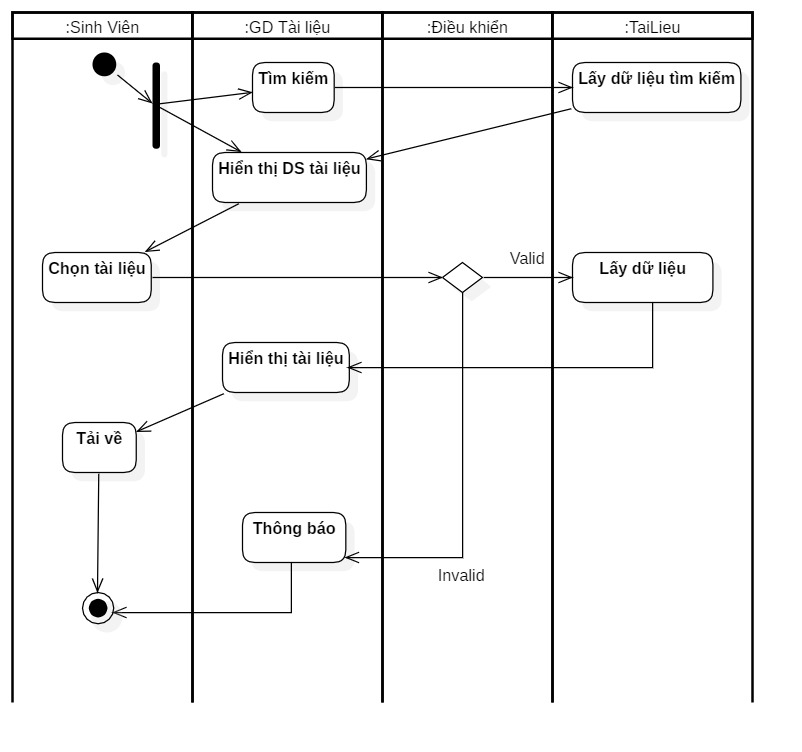 :Sinh Viên
:GD Tài liệu
:Điều khiển
:TaiLieu
Tìm kiếm
Lấy dữ liệu tìm kiếm
Hiển thị DS tài liệu
Chọn tài liệu
Valid
Lấy dữ liệu
Hiển thị tài liệu
Tải về
Thông báo
Invalid